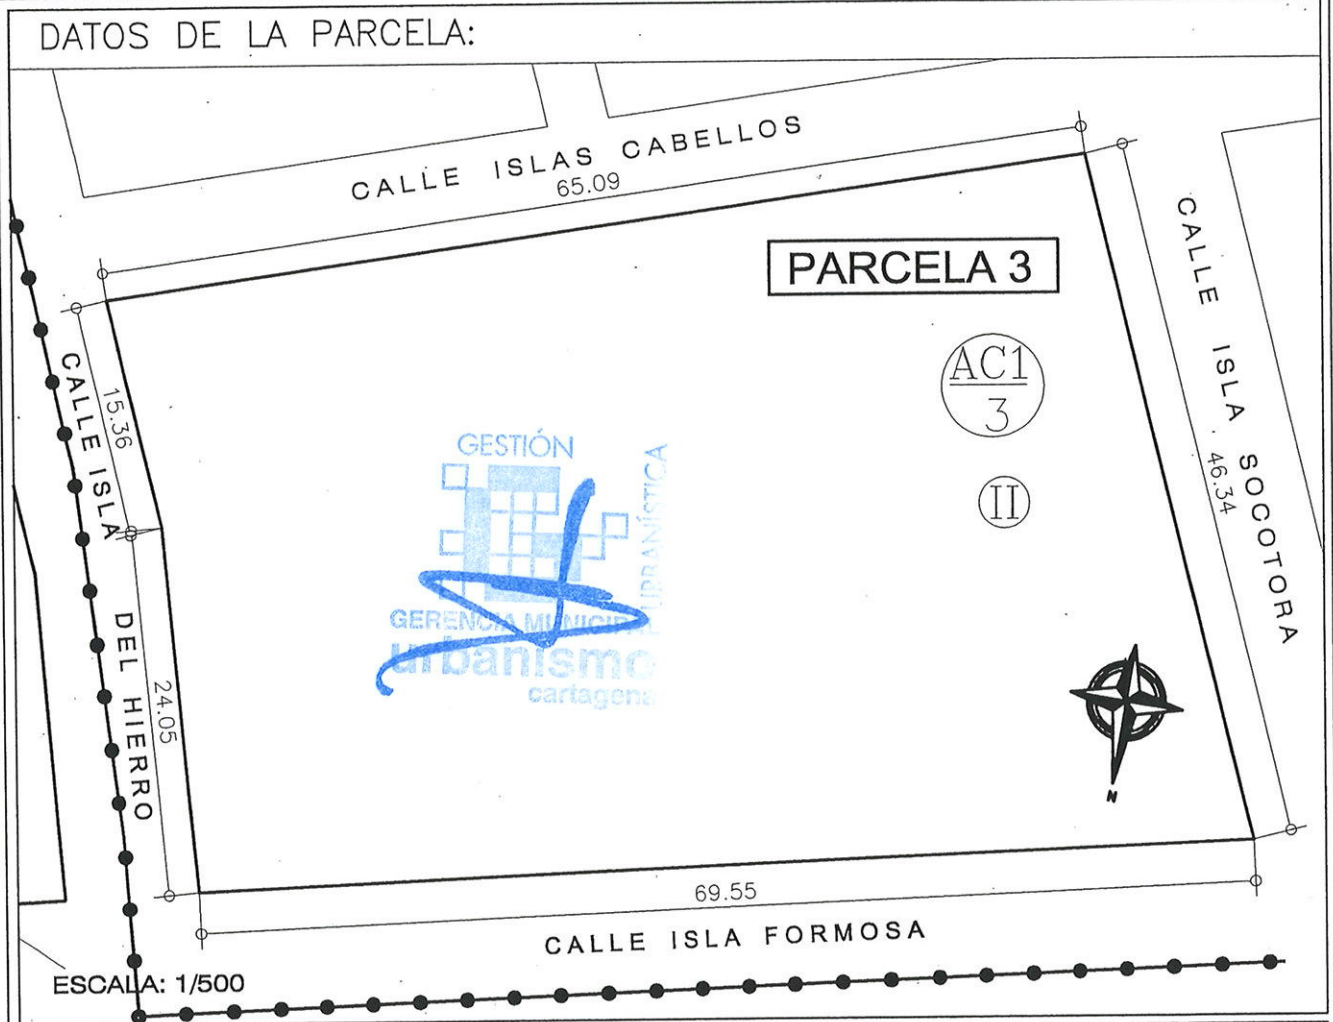 DATOS DE LA PARCELA:
CALLE ISLAS CABELLOS
65.09
PARCELA 3
AC1
3
II
CALLE ISLA SOCOTORA
46.34
CALLE ISLA DEL HIERRO
15.36
24.05
GESTIÓN
URBANÍSTICA
GERENCIA MUNICIPAL
urbanismo
cartagena
N
69.55
CALLE ISLA FORMOSA
ESCALA: 1/500